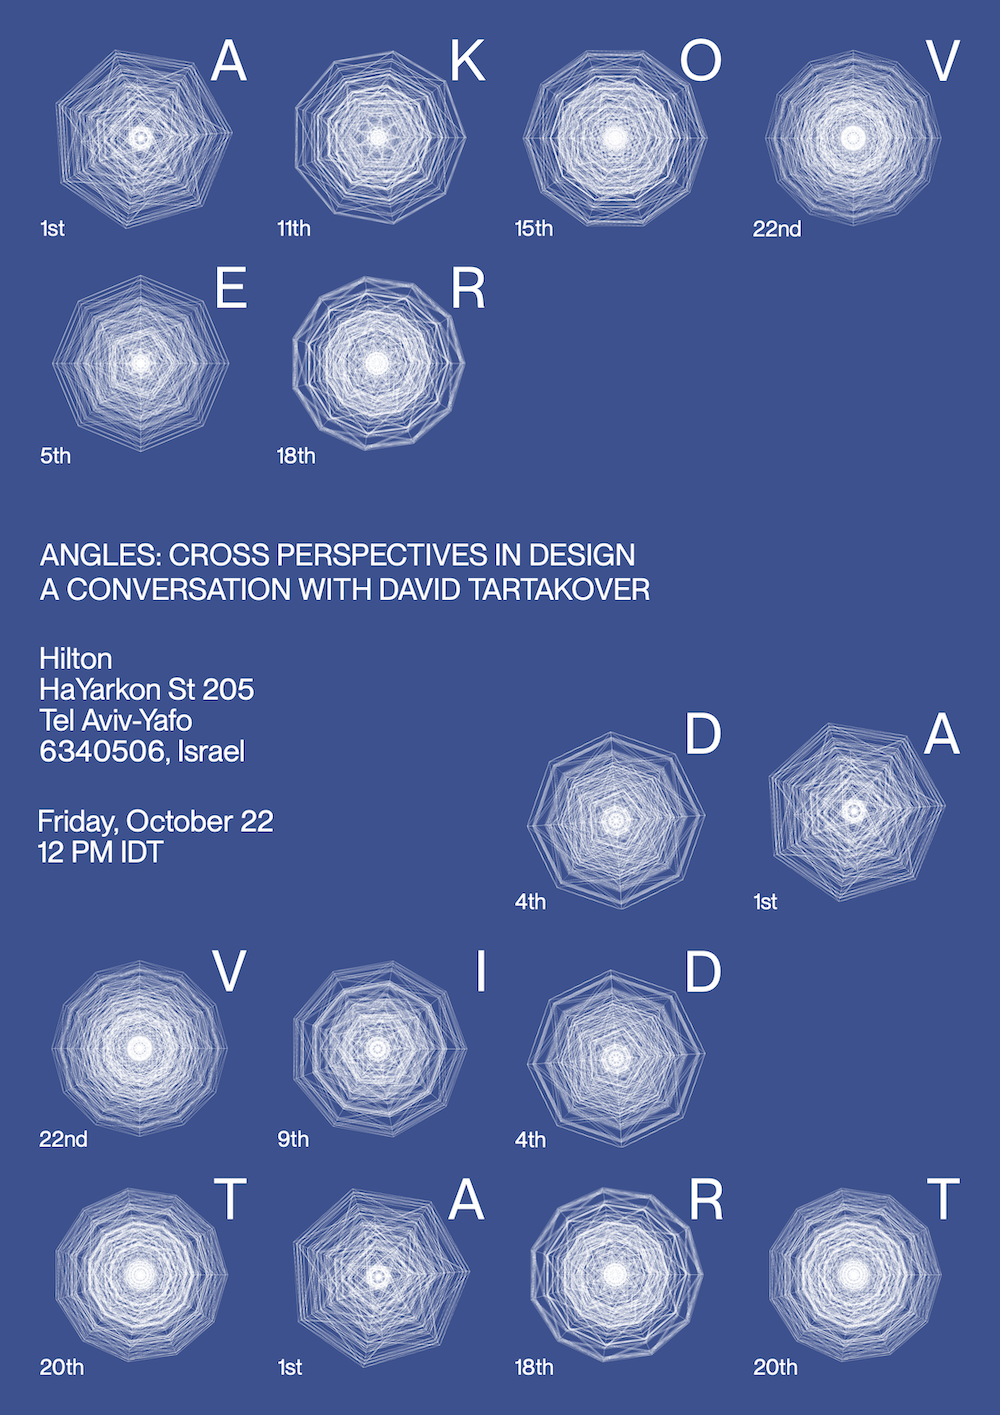 A K O V
1st 11th 15th 22nd
E R
5th 18th
ANGLES: CROSS PERSPECTIVES IN DESIGN
A CONVERSATION WITH DAVID TARTAKOVER
Hilton
HaYarkon St 205
Tel Aviv-Yafo
6340506, Israel
Friday, October 22
12 PM IDT
D A
4th 1st
V I D
22nd 9th 4th
T A R T
20th 1st 18th 20th